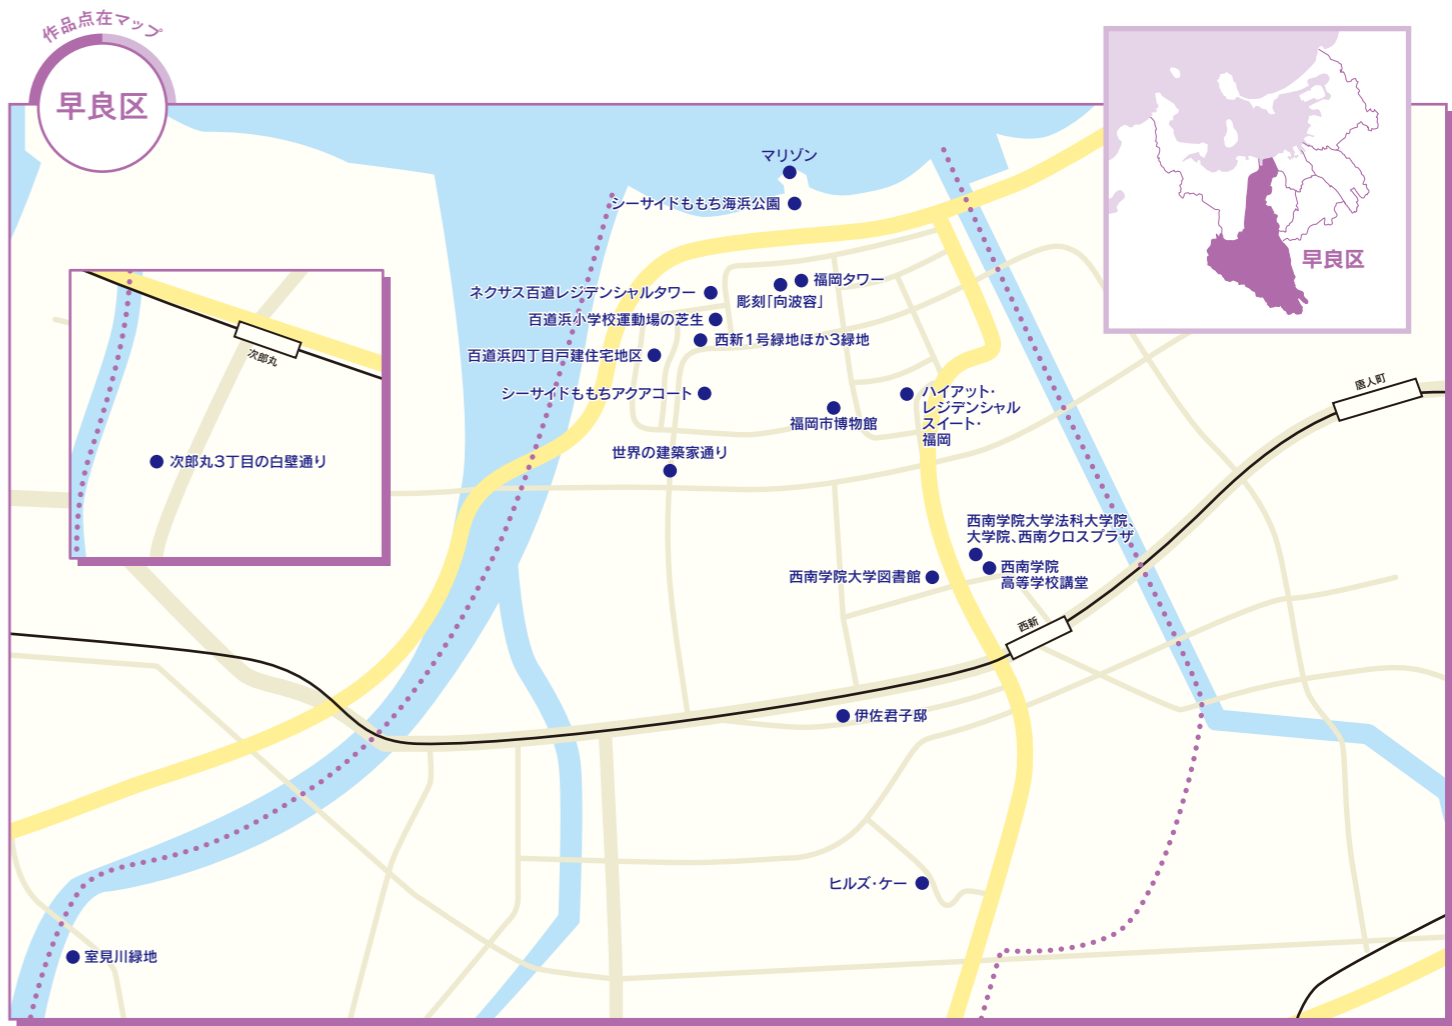 作品点在マップ
早良区
早良区
マリゾン
シーサイドももち海浜公園
福岡タワー
彫刻「向波容」
ネクサス百道レジデンシャルタワー
百道浜小学校運動場の芝生
西新1号緑地ほか3緑地
百道浜四丁目戸建住宅地区
シーサイドももちアクアコート
ハイアット・
レジデンシャル
スイート・
福岡
福岡市博物館
世界の建築家通り
唐人町
次郎丸
次郎丸3丁目の白壁通り
西南学院大学法科大学院、
大学院、西南クロスプラザ
西南学院
高等学校講堂
西南学院大学図書館
西新
伊佐君子邸
ヒルズ・ケー
室見川緑地